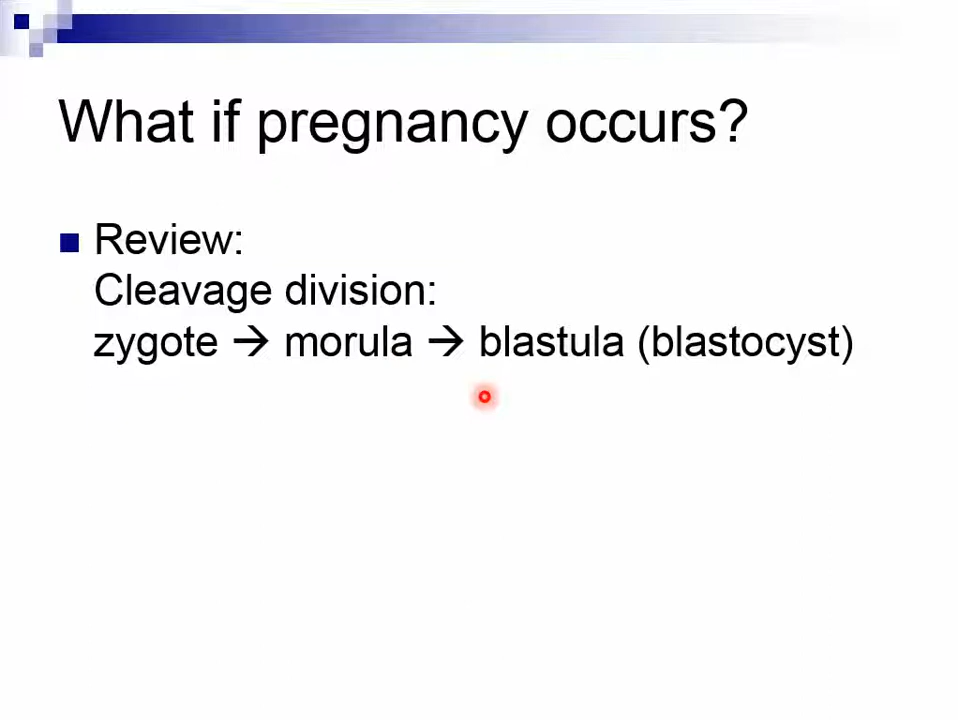 What if pregnancy occurs?
Review:
Cleavage division:
zygote → morula → blastula (blastocyst)